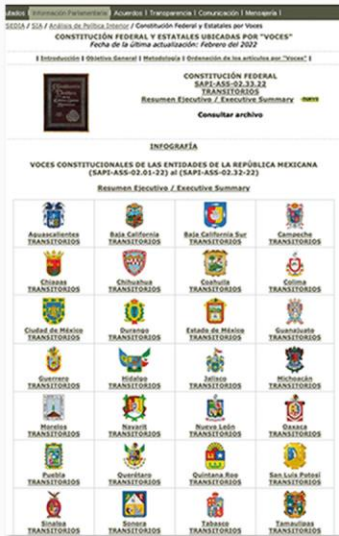 utados | Información Parlamentaria | Acuerdos | Transparencia | Comunicación | Mensajería |
SEDIA / SIA / Análisis de Política Interior / Constitución Federal y Estatales por Voces
CONSTITUCIÓN FEDERAL Y ESTATALES UBICADAS POR "VOCES"
Fecha de la última actualización: Febrero del 2022
| Introducción | Objetivo General | Metodología | Ordenación de los artículos por "Voces" |
CONSTITUCIÓN FEDERAL
SAPI-ASS-02.33.22
TRANSITORIOS
Resumen Ejecutivo / Executive Summary
Consultar archivo
INFOGRAFÍA
VOCES CONSTITUCIONALES DE LAS ENTIDADES DE LA REPÚBLICA MEXICANA
(SAPI-ASS-02.01-22) al (SAPI-ASS-02.32-22)
Resumen Ejecutivo / Executive Summary
Aguascalientes Baja California Baja California Sur Campeche
TRANSITORIOS TRANSITORIOS TRANSITORIOS TRANSITORIOS
Chiapas Chihuahua Coahuila Colima
TRANSITORIOS TRANSITORIOS TRANSITORIOS TRANSITORIOS
Ciudad de México Durango Estado de México Guanajuato
TRANSITORIOS TRANSITORIOS TRANSITORIOS TRANSITORIOS
Guerrero Hidalgo Jalisco Michoacán
TRANSITORIOS TRANSITORIOS TRANSITORIOS TRANSITORIOS
Morelos Nayarit Nuevo León Oaxaca
TRANSITORIOS TRANSITORIOS TRANSITORIOS TRANSITORIOS
Puebla Querétaro Quintana Roo San Luis Potosí
TRANSITORIOS TRANSITORIOS TRANSITORIOS TRANSITORIOS
Sinaloa Sonora Tabasco Tamaulipas
TRANSITORIOS TRANSITORIOS TRANSITORIOS TRANSITORIOS